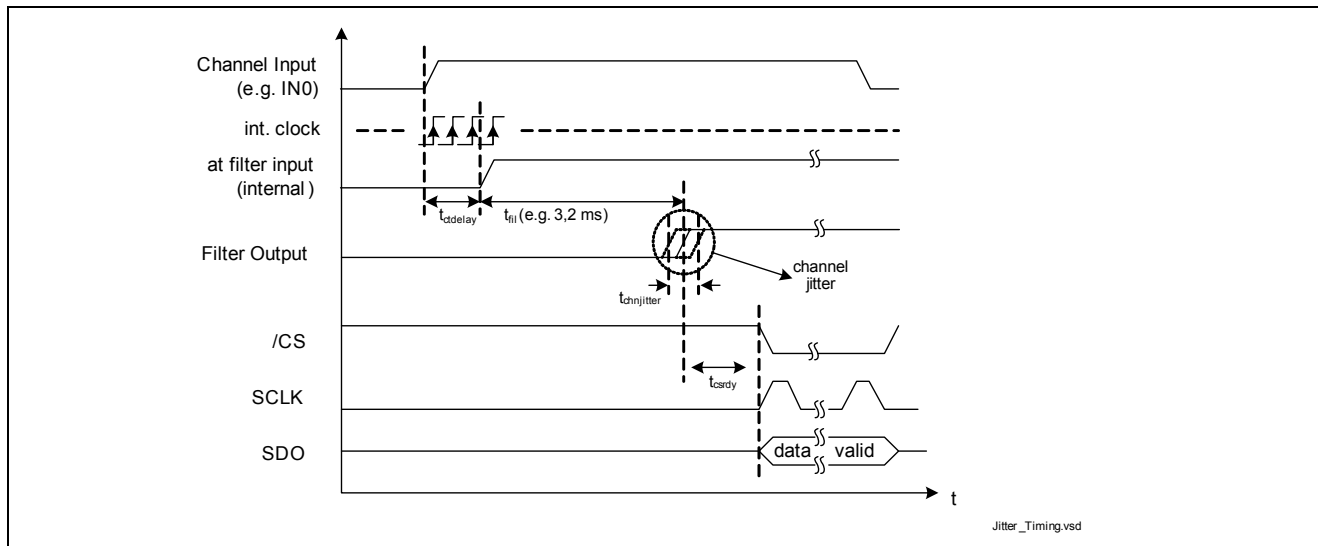 Channel Input
(e.g. IN0)
int. clock
at filter input
(internal )
tctdelay
tfil (e.g. 3,2 ms)
Filter Output
channel
jitter
tchnjitter
/CS
tcsrdy
SCLK
SDO
data valid
t
Jitter_Timing.vsd